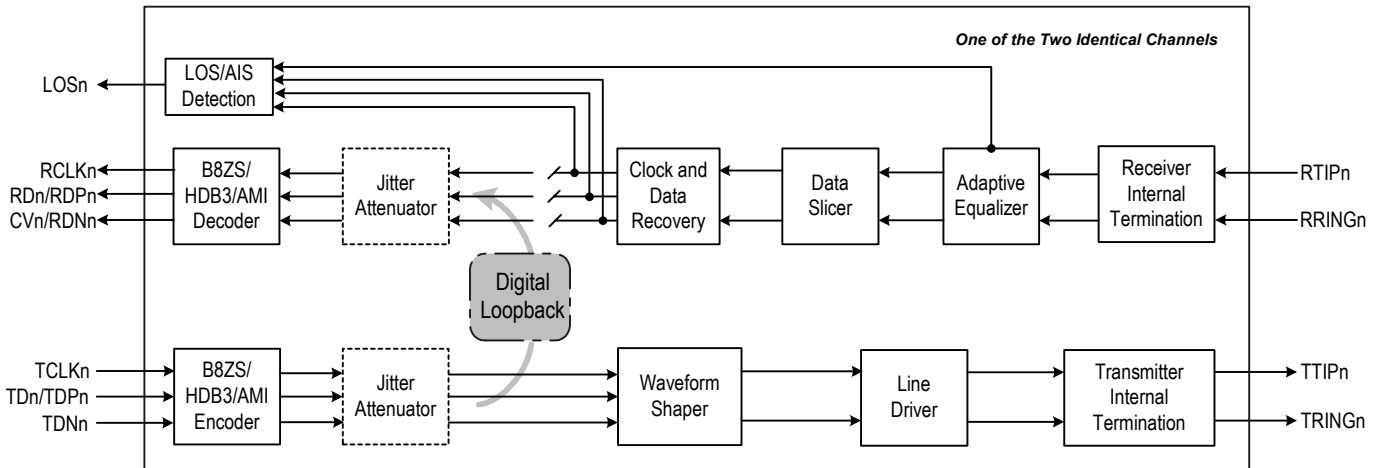 One of the Two Identical Channels
LOSn
LOS/AIS
Detection
RCLKn
RDn/RDPn
CVn/RDNn
B8ZS/
HDB3/AMI
Decoder
Jitter
Attenuator
Clock and
Data
Recovery
Data
Slicer
Adaptive
Equalizer
Receiver
Internal
Termination
RTIPn
RRINGn
Digital
Loopback
TCLKn
TDn/TDPn
TDNn
B8ZS/
HDB3/AMI
Encoder
Jitter
Attenuator
Waveform
Shaper
Line
Driver
Transmitter
Internal
Termination
TTIPn
TRINGn